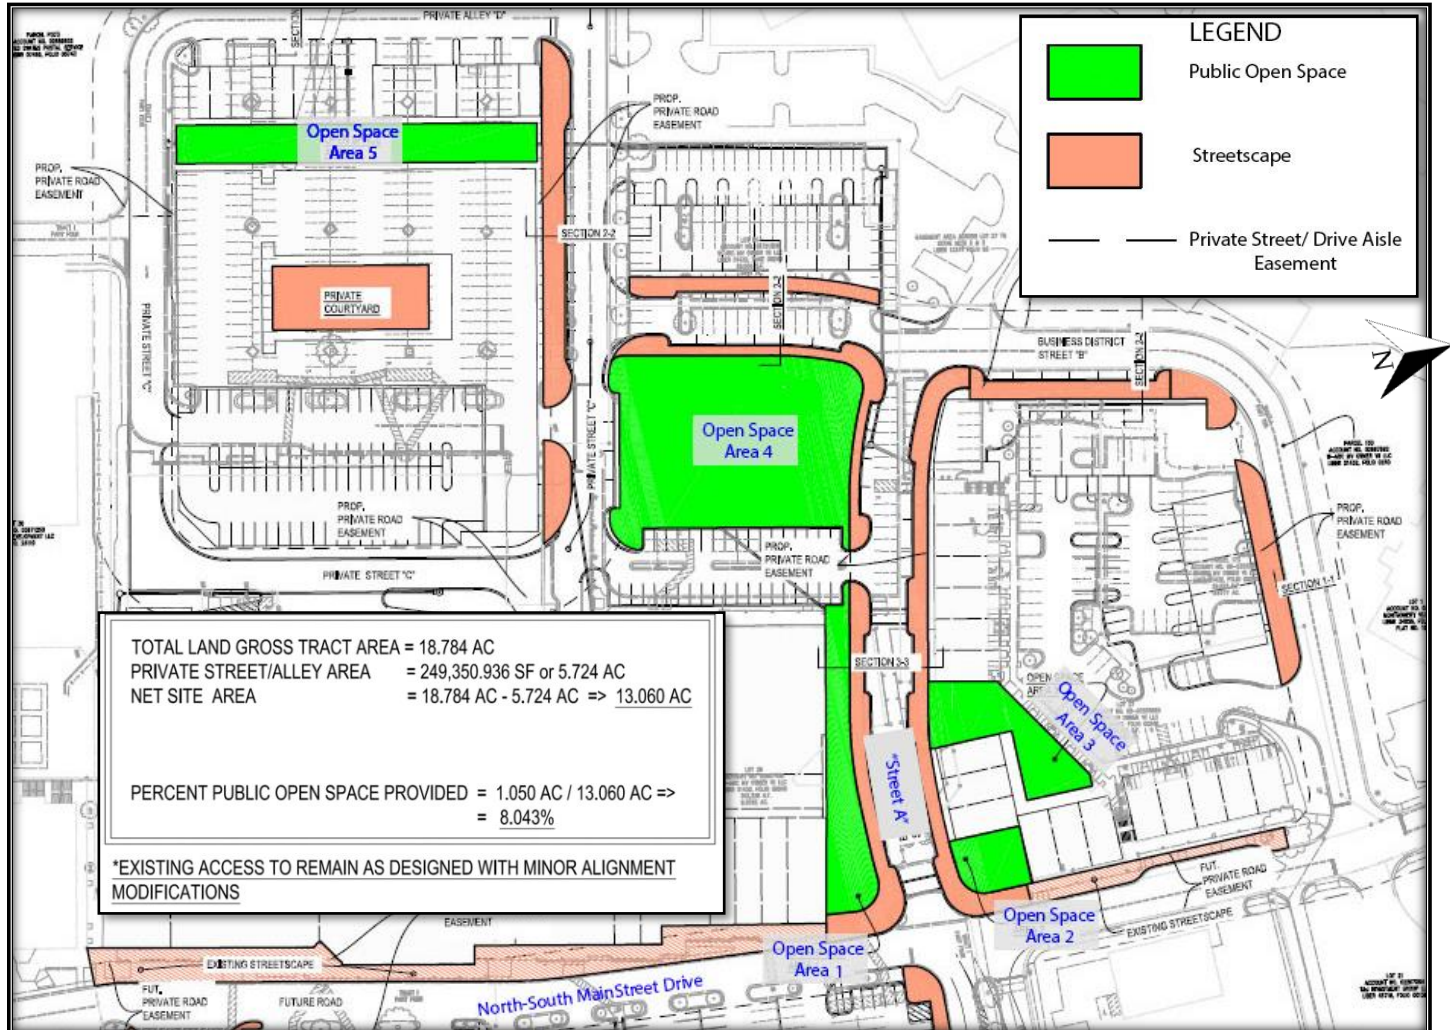 PRIVATE ALLEY "D"
SECTION
LEGEND
Public Open Space
Streetscape
Private Street/ Drive Aisle
Easement
PROP.
PRIVATE ROAD
EASEMENT
Open Space
Area 5
PROP.
PRIVATE ROAD
EASEMENT
SECTION 2-2
PRIVATE
COURTYARD
PRIVATE STREET "C"
SECTION 2-2
BUSINESS DISTRICT
STREET "B"
SECTION 2-2
N
Open Space
Area 4
PRIVATE STREET "C"
PROP.
PRIVATE ROAD
EASEMENT
PROP.
PRIVATE ROAD
EASEMENT
PROP.
PRIVATE ROAD
EASEMENT
PRIVATE STREET "C"
SECTION 1-1
SECTION 3-3
OPEN SPACE
Open Space
Area 3
"Street A"
TOTAL LAND GROSS TRACT AREA = 18.784 AC
PRIVATE STREET/ALLEY AREA = 249,350.936 SF or 5.724 AC
NET SITE AREA = 18.784 AC - 5.724 AC => 13.060 AC
PERCENT PUBLIC OPEN SPACE PROVIDED = 1.050 AC / 13.060 AC =>
= 8.043%
*EXISTING ACCESS TO REMAIN AS DESIGNED WITH MINOR ALIGNMENT
MODIFICATIONS
EASEMENT
FUT.
PRIVATE ROAD
EASEMENT
EXISTING STREETSCAPE
Open Space
Area 2
Open Space
Area 1
EXISTING STREETSCAPE
FUT.
PRIVATE ROAD
EASEMENT
FUTURE ROAD
North-South MainStreet Drive